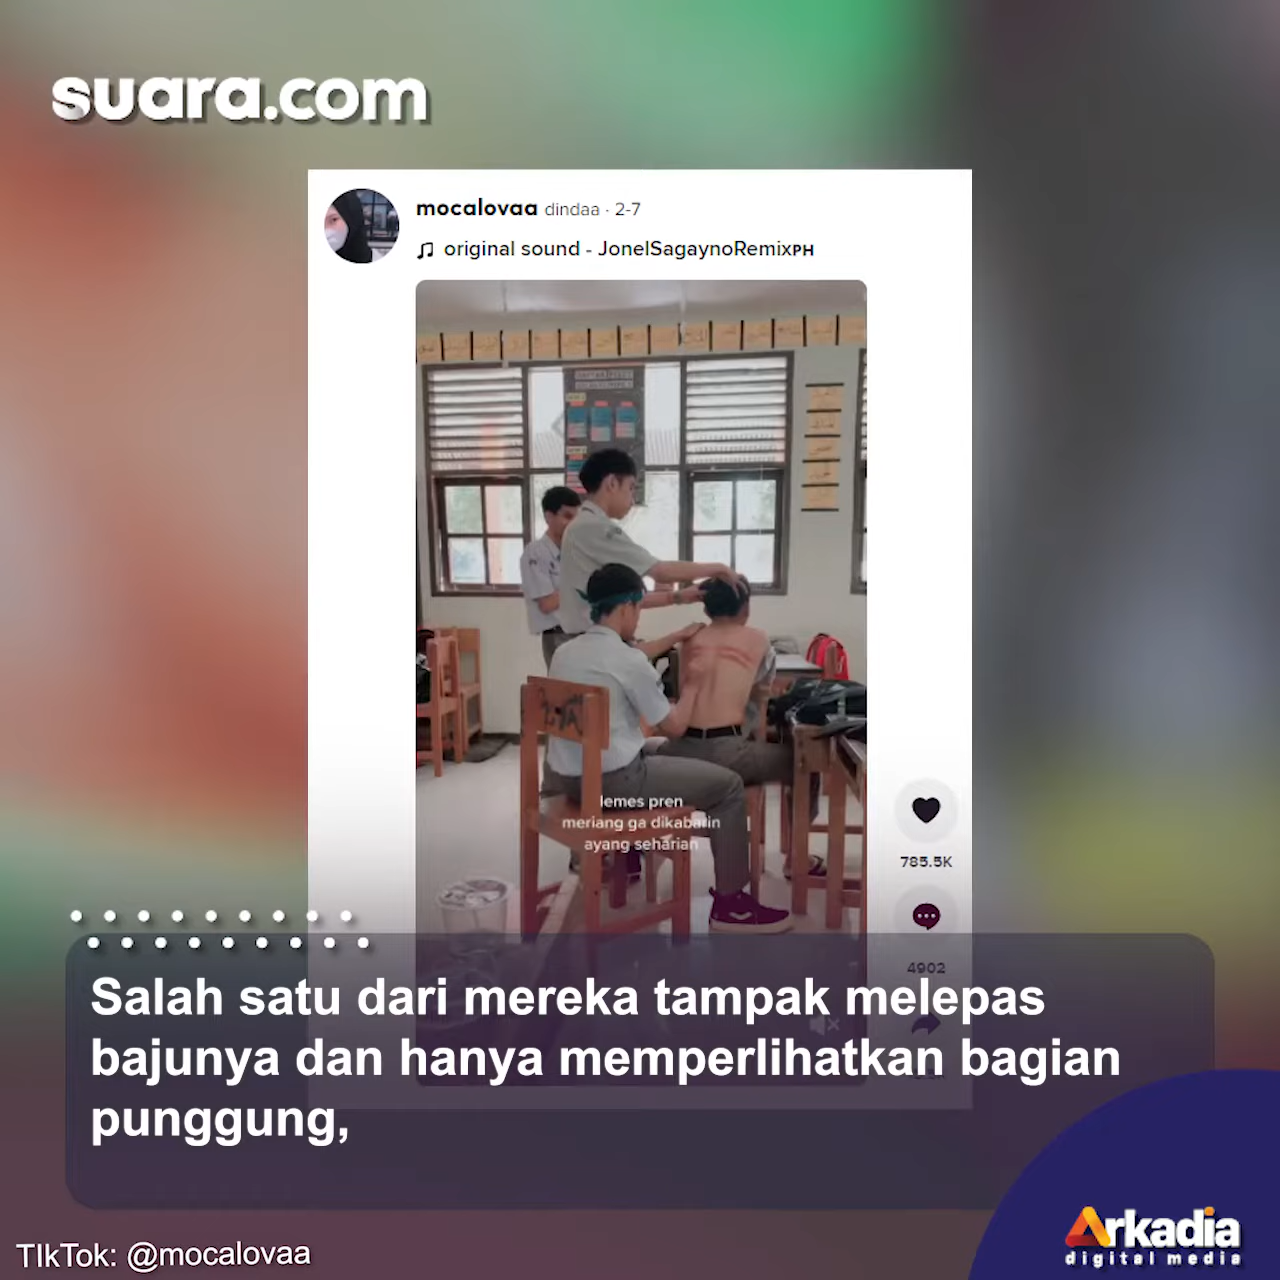 suara.com
mocalovaa dindaa · 2-7
original sound - JonelSagaynoRemixPH
lemes pren
meriang ga dikabarin
ayang seharian
785.5K
4902
Salah satu dari mereka tampak melepas
bajunya dan hanya memperlihatkan bagian
punggung,
TIkTok: @mocalovaa
Arkadia
digital media